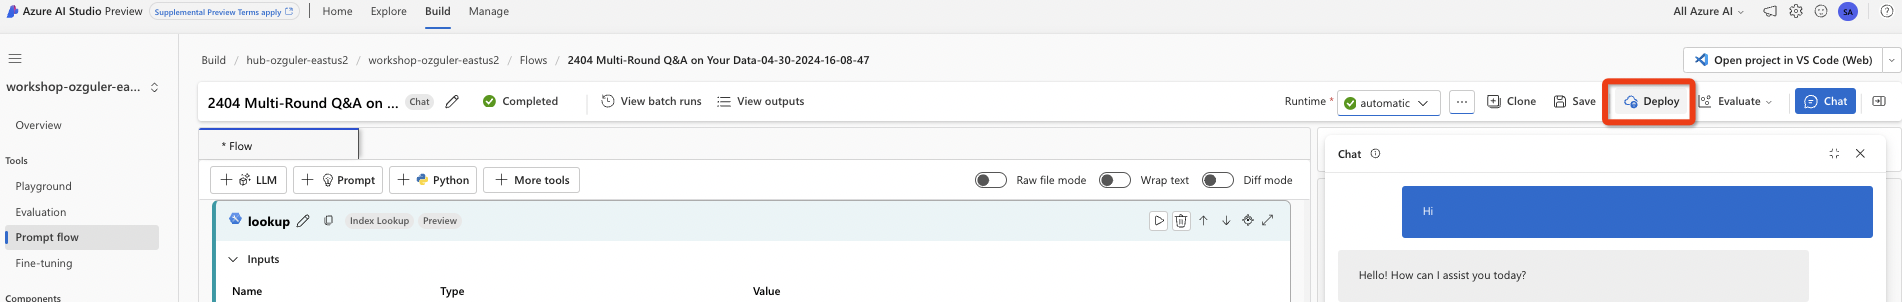 Azure AI Studio Preview Supplemental Preview Terms apply Home Explore Build Manage All Azure AI SA
Build / hub-ozguler-eastus2 / workshop-ozguler-eastus2 / Flows / 2404 Multi-Round Q&A on Your Data-04-30-2024-16-08-47 Open project in VS Code (Web)
workshop-ozguler-ea...
2404 Multi-Round Q&A on ... Chat Completed View batch runs View outputs Runtime * automatic ... Clone Save Deploy Evaluate Chat
Overview
Tools
Playground
Evaluation
Prompt flow
Fine-tuning
Components
* Flow
+ LLM + Prompt + Python + More tools Raw file mode Wrap text Diff mode
lookup Index Lookup Preview
Inputs
Name Type Value
Chat
Hi
Hello! How can I assist you today?